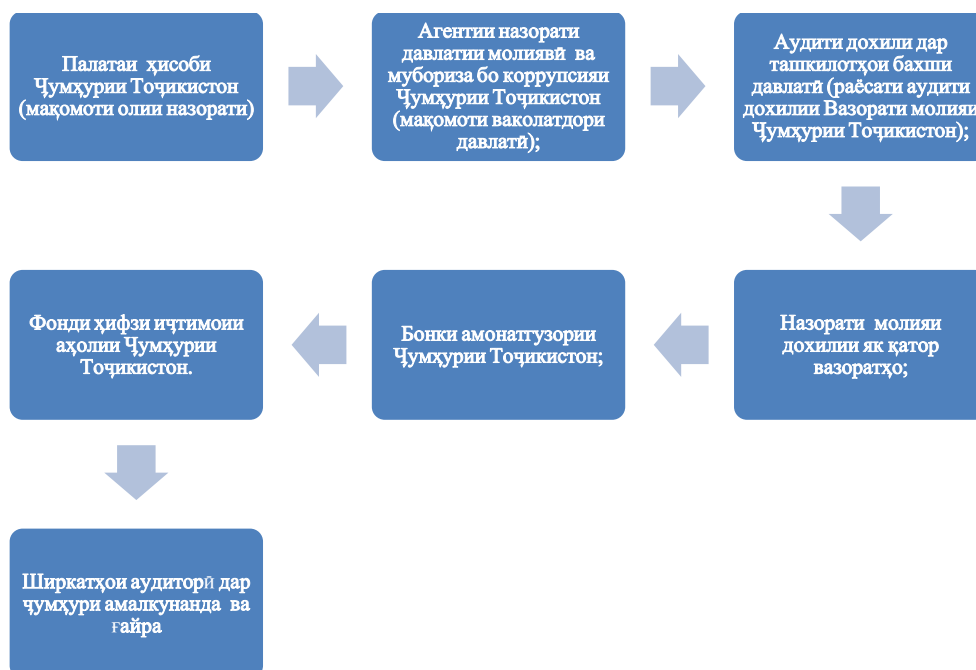 Палатаи ҳисоби
Ҷумҳурии Тоҷикистон
(мақомоти олии назорати)
Агентии назорати
давлатии молиявӣ ва
мубориза бо коррупсияи
Ҷумҳурии Тоҷикистон
(мақомоти ваколатдори
давлатӣ);
Аудити дохили дар
ташкилотҳои бахши
давлатӣ (раёсати аудити
дохилии Вазорати молияи
Ҷумҳурии Тоҷикистон);
Назорати молияи
дохилии як қатор
вазоратҳо;
Бонки амонатгузории
Ҷумҳурии Тоҷикистон;
Фонди ҳифзи иҷтимоии
аҳолии Ҷумҳурии
Тоҷикистон.
Ширкатҳои аудиторӣ дар
ҷумҳури амалкунанда ва
ғайра